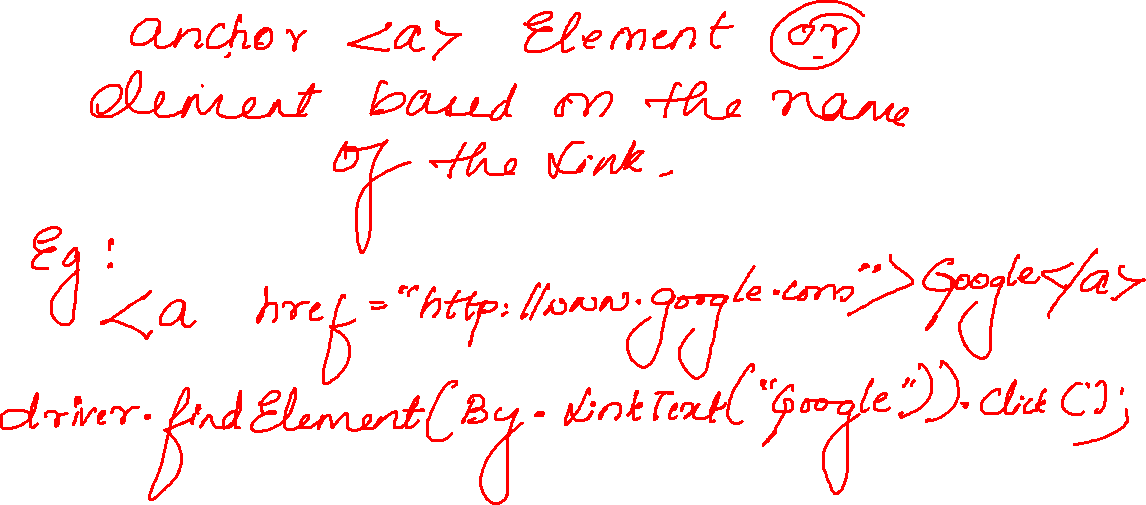 anchor <a> Element or
element based on the name
of the Link.
Eg:
<a href="http://www.google.com">Google</a>
driver.findElement(By.LinkText("Google")).click();